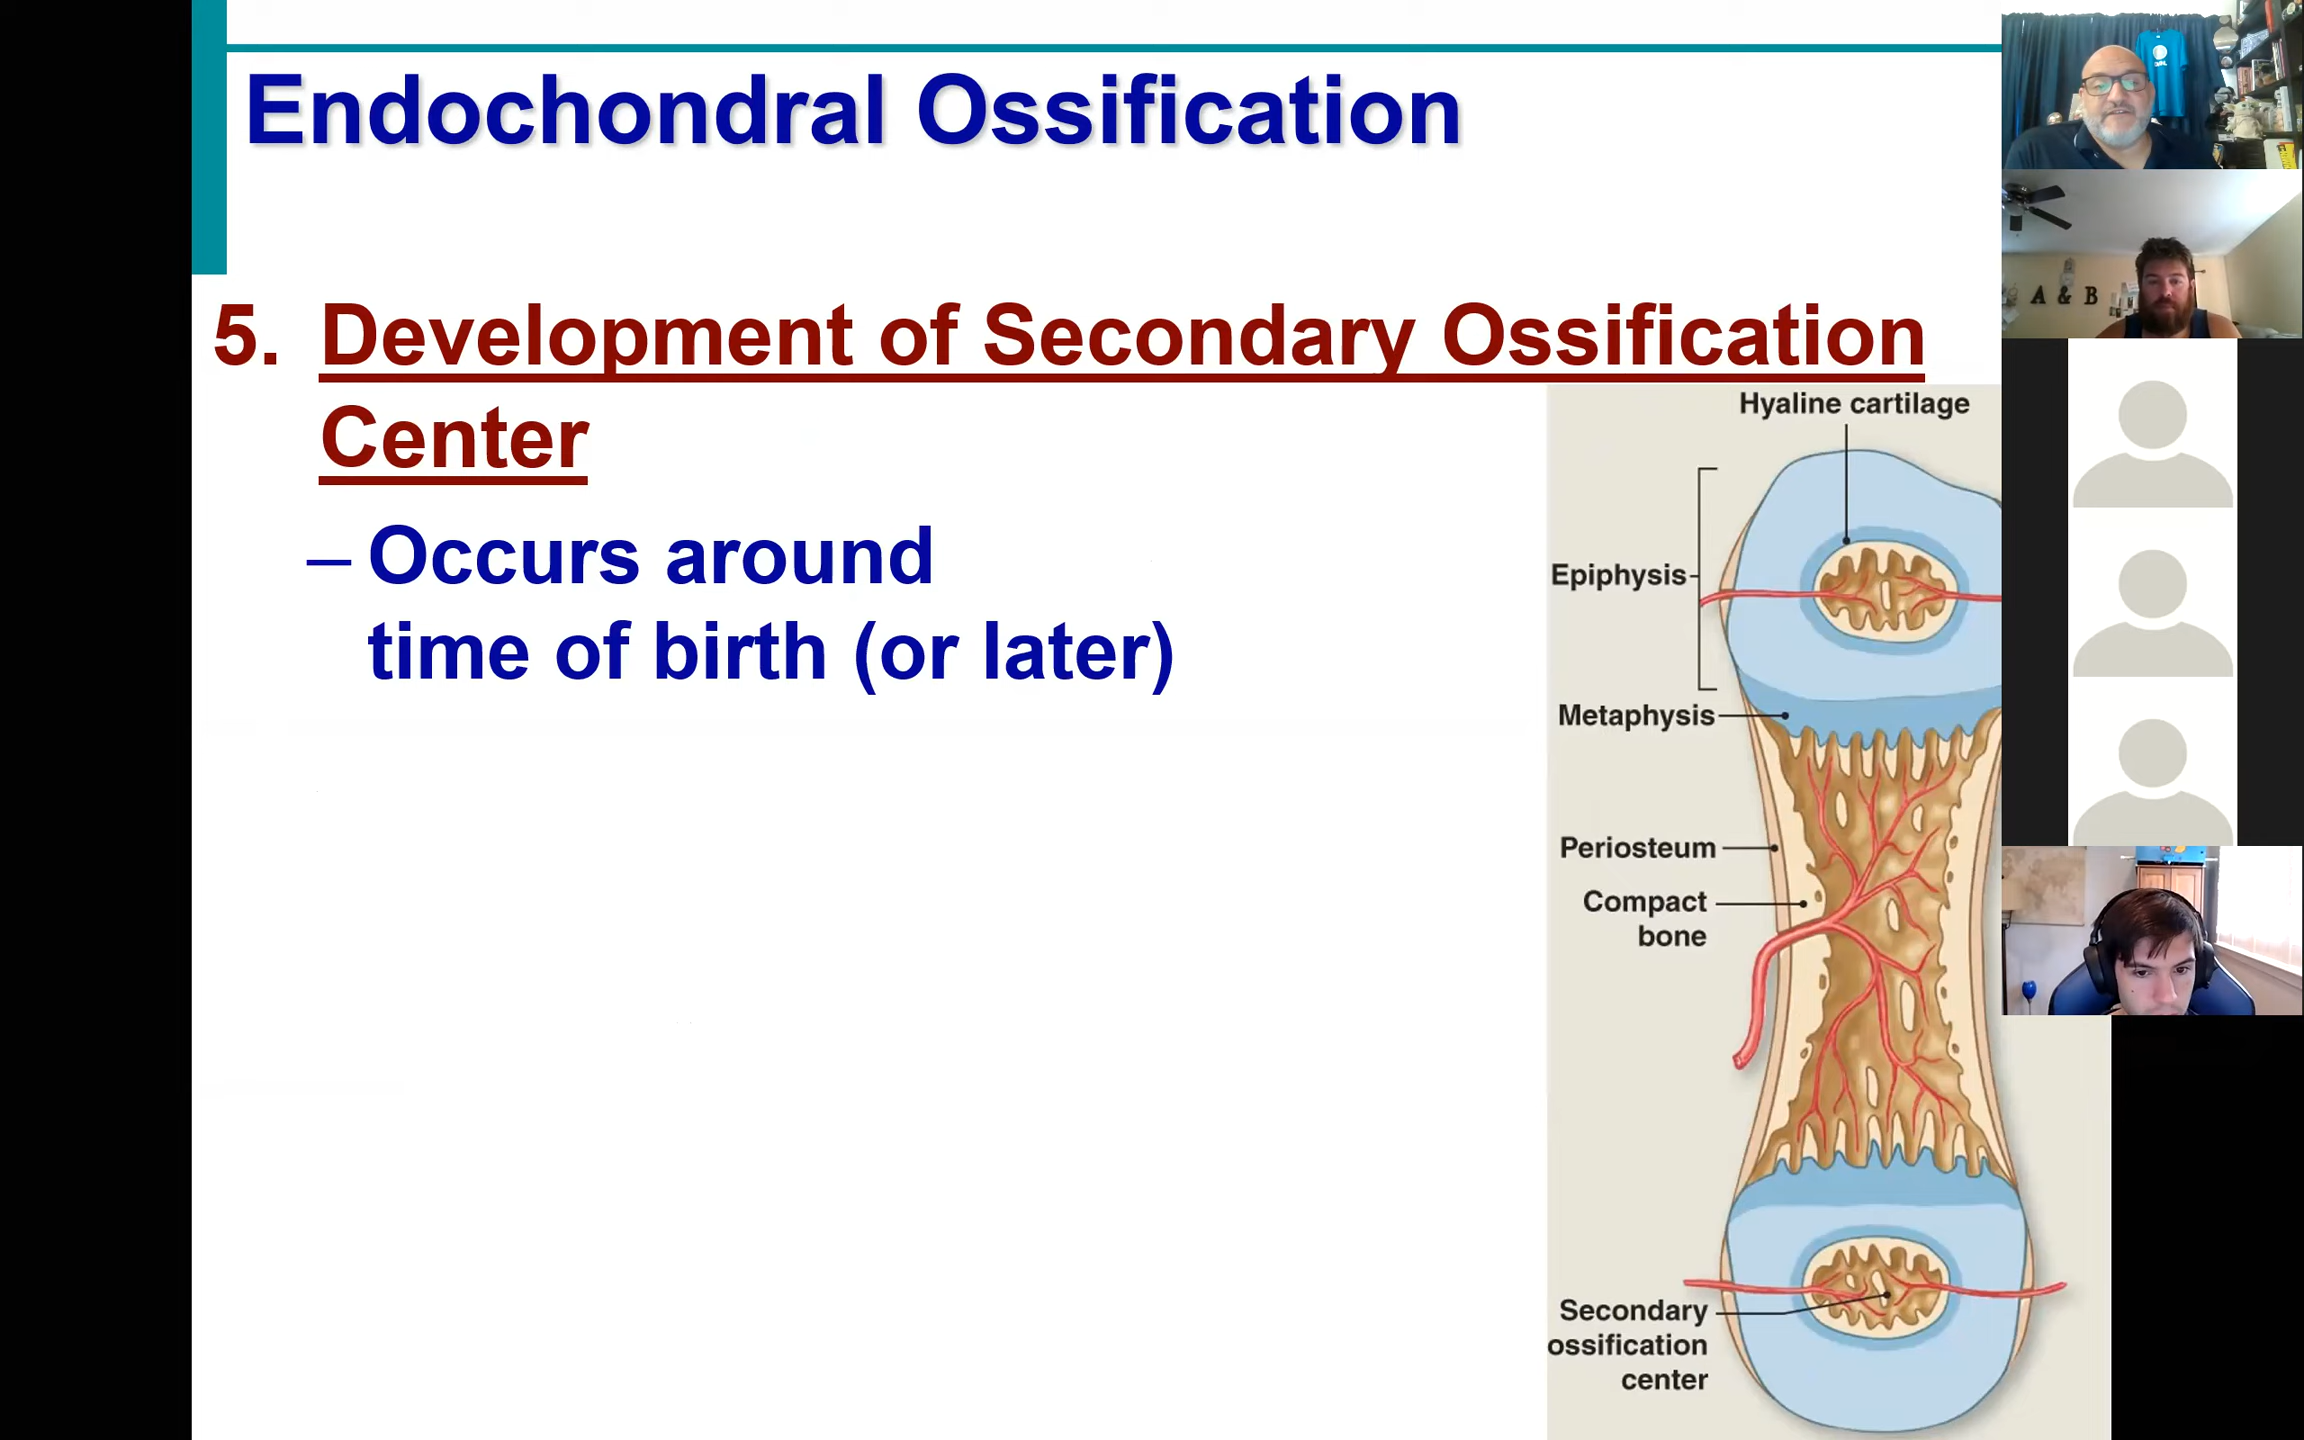 Endochondral Ossification
5. Development of Secondary Ossification
Center
– Occurs around
time of birth (or later)
Hyaline cartilage
Epiphysis
Metaphysis
Periosteum
Compact
bone
Secondary
ossification
center
A & B